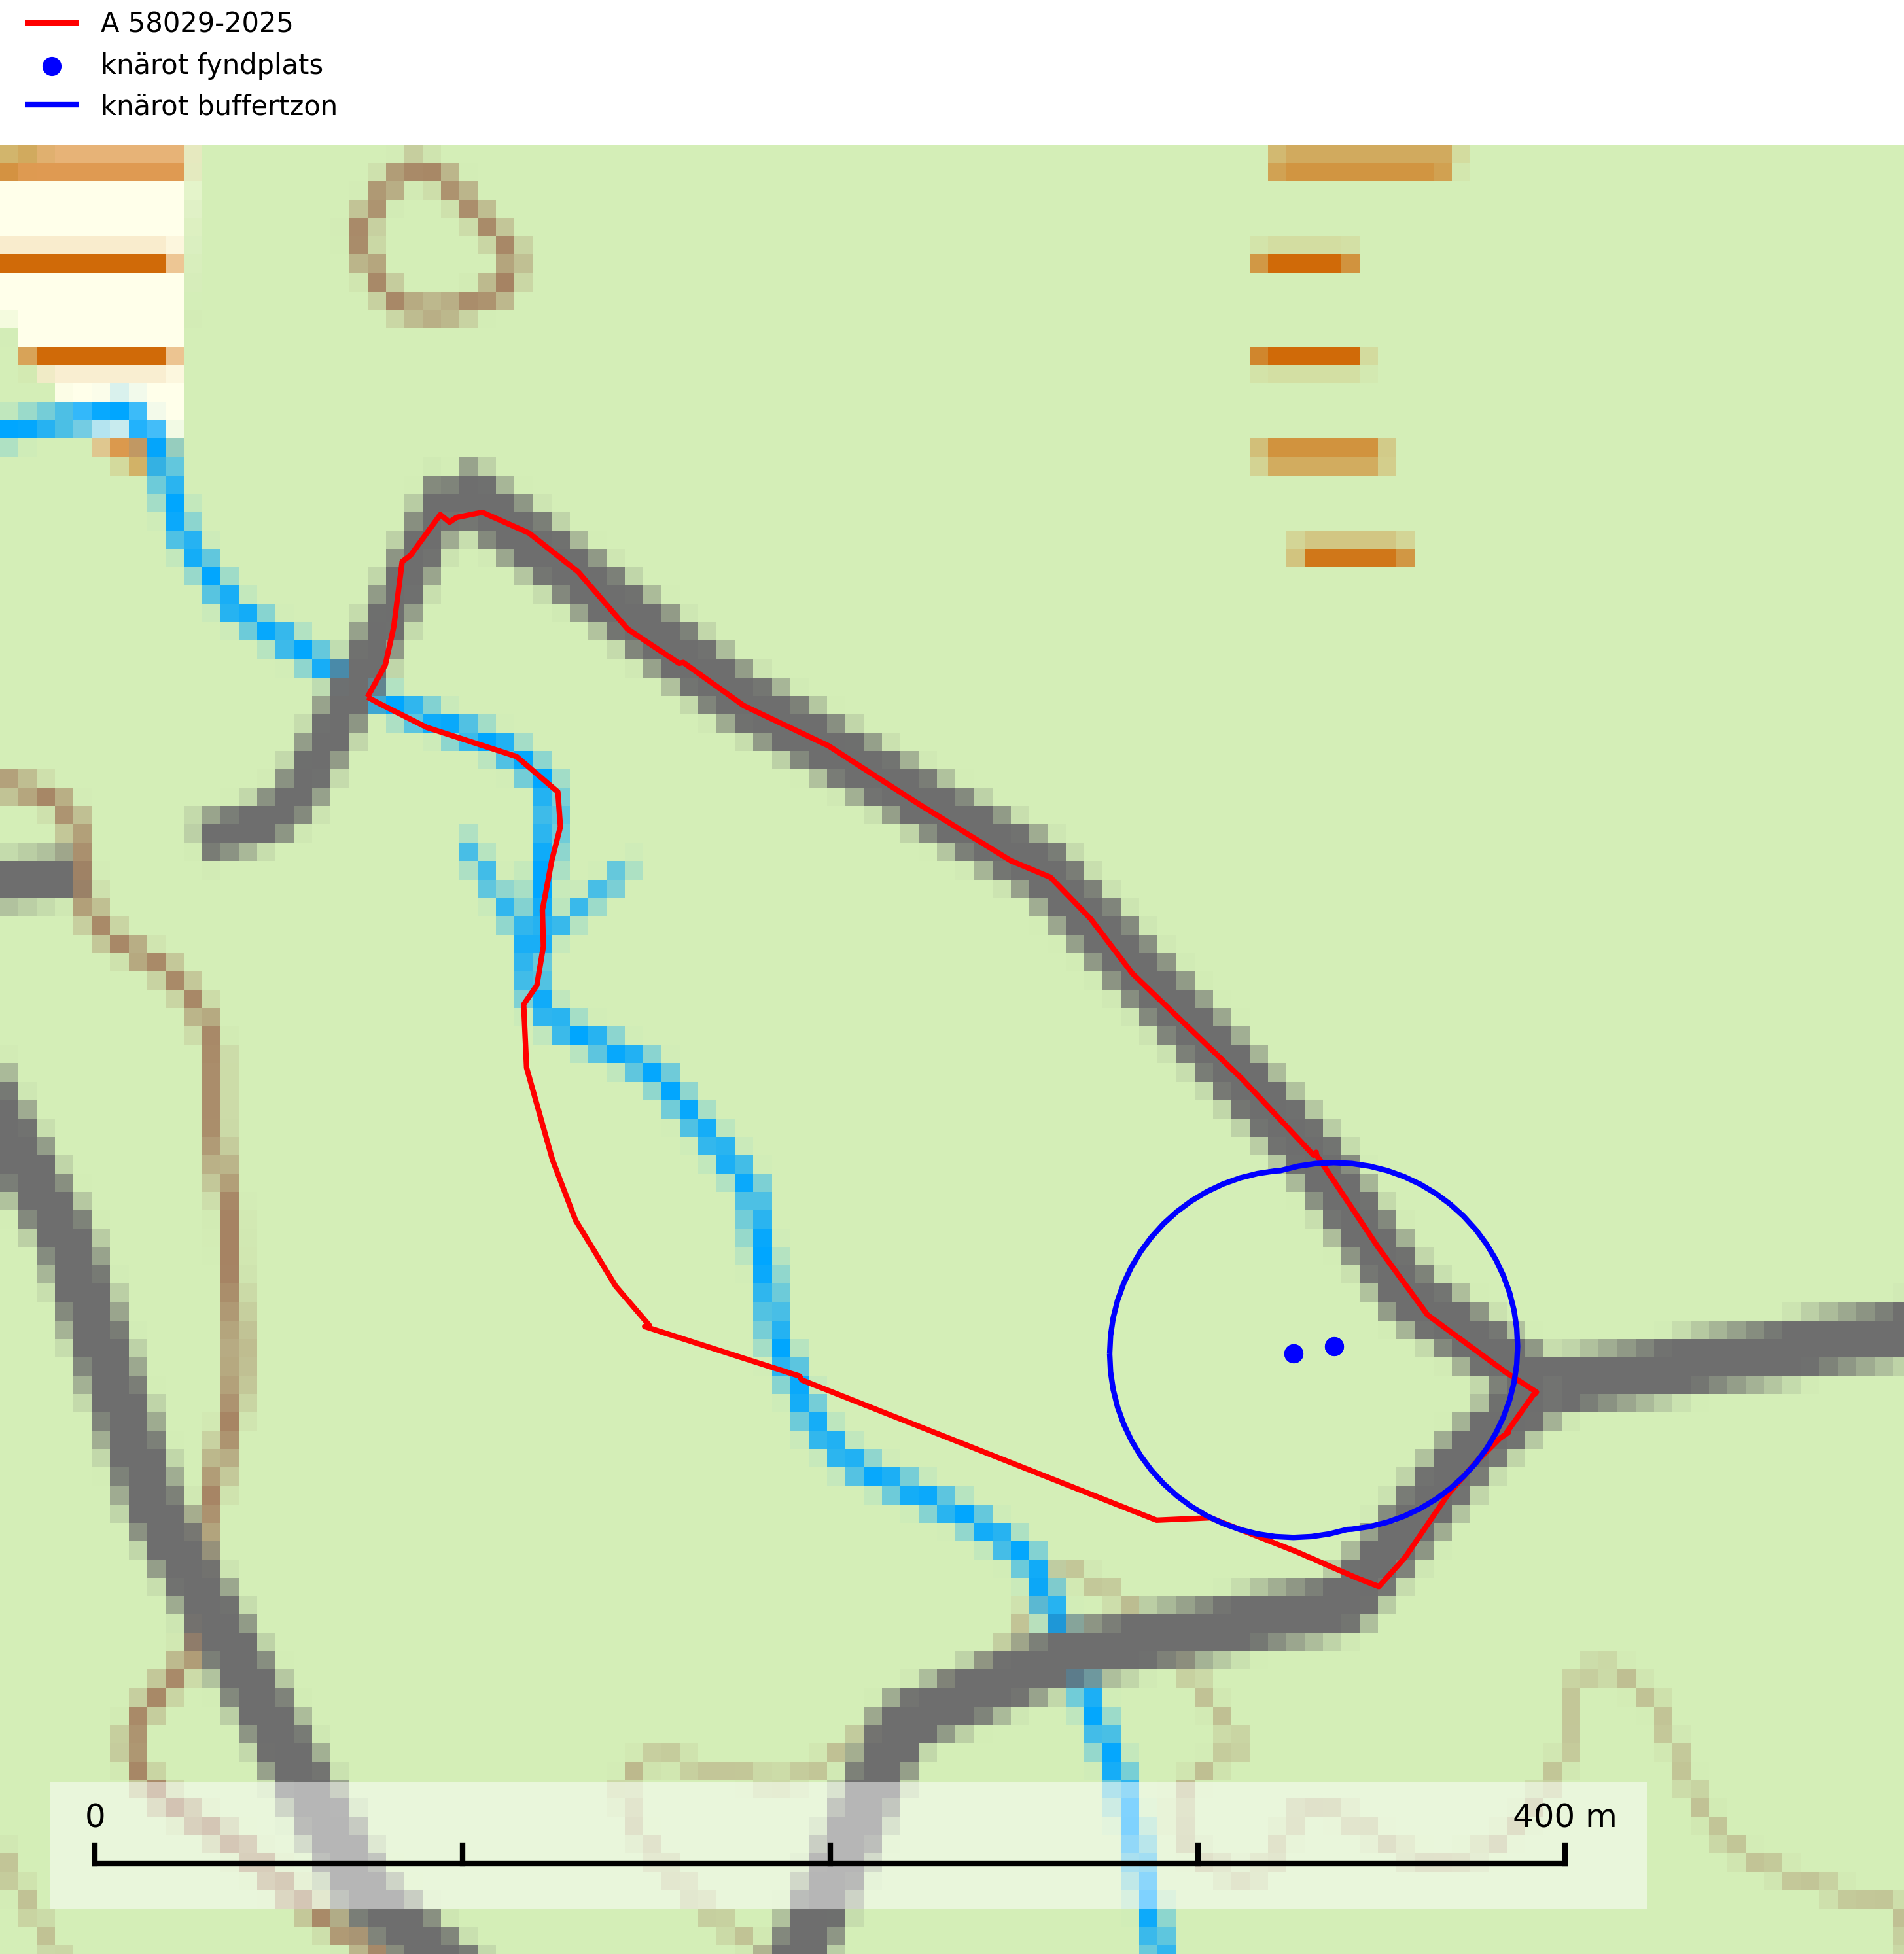 A 58029-2025
knärot fyndplats
knärot buffertzon
0
400 m